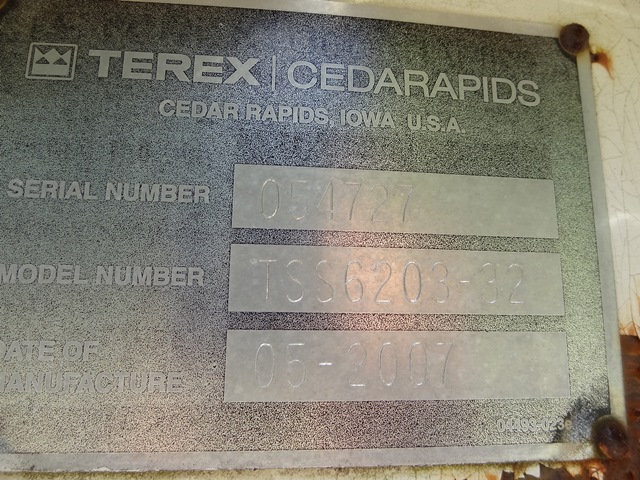 TEREX | CEDARAPIDS
CEDAR RAPIDS, IOWA U.S.A.
SERIAL NUMBER 054727
MODEL NUMBER TSS6203-32
DATE OF
MANUFACTURE 05-2007